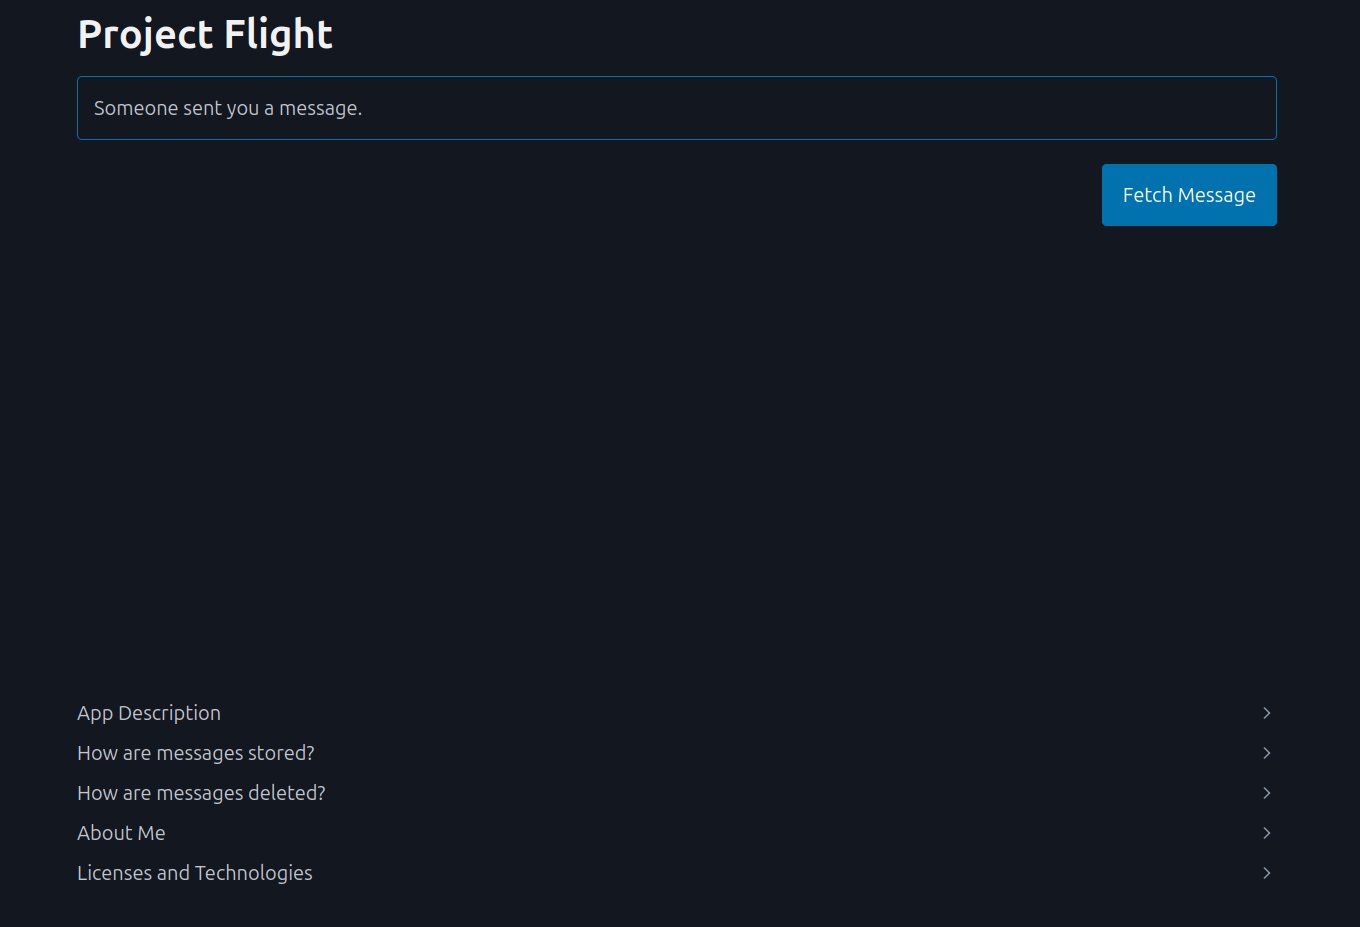 Project Flight
Someone sent you a message.
Fetch Message
App Description
How are messages stored?
How are messages deleted?
About Me
Licenses and Technologies